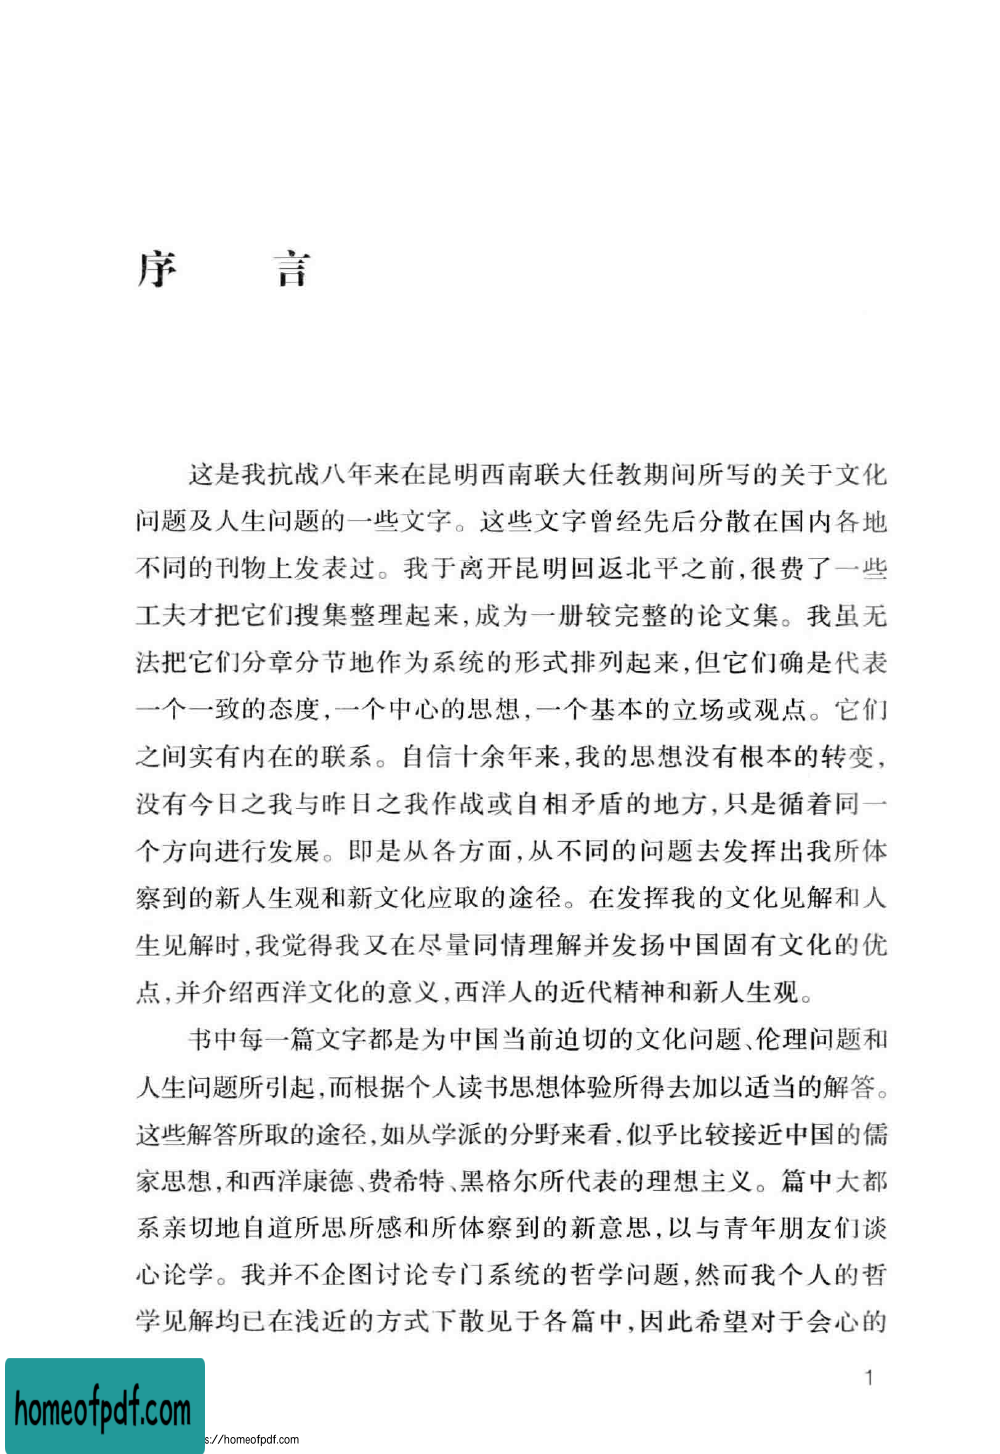 序 言
这是我抗战八年来在昆明西南联大任教期间所写的关于文化
问题及人生问题的一些文字。这些文字曾经先后分散在国内各地
不同的刊物上发表过。我于离开昆明回返北平之前,很费了一些
工夫才把它们搜集整理起来,成为一册较完整的论文集。我虽无
法把它们分章分节地作为系统的形式排列起来,但它们确是代表
一个一致的态度,一个中心的思想,一个基本的立场或观点。它们
之间实有内在的联系。自信十余年来,我的思想没有根本的转变,
没有今日之我与昨日之我作战或自相矛盾的地方,只是循着同一
个方向进行发展。即是从各方面,从不同的问题去发挥出我所体
察到的新人生观和新文化应取的途径。在发挥我的文化见解和人
生见解时,我觉得我又在尽量同情理解并发扬中国固有文化的优
点,并介绍西洋文化的意义,西洋人的近代精神和新人生观。
书中每一篇文字都是为中国当前迫切的文化问题、伦理问题和
人生问题所引起,而根据个人读书思想体验所得去加以适当的解答。
这些解答所取的途径,如从学派的分野来看,似乎比较接近中国的儒
家思想,和西洋康德、费希特、黑格尔所代表的理想主义。篇中大都
系亲切地自道所思所感和所体察到的新意思,以与青年朋友们谈
心论学。我并不企图讨论专门系统的哲学问题,然而我个人的哲
学见解均已在浅近的方式下散见于各篇中,因此希望对于会心的
1
homeofpdf.com
s://homeofpdf.com